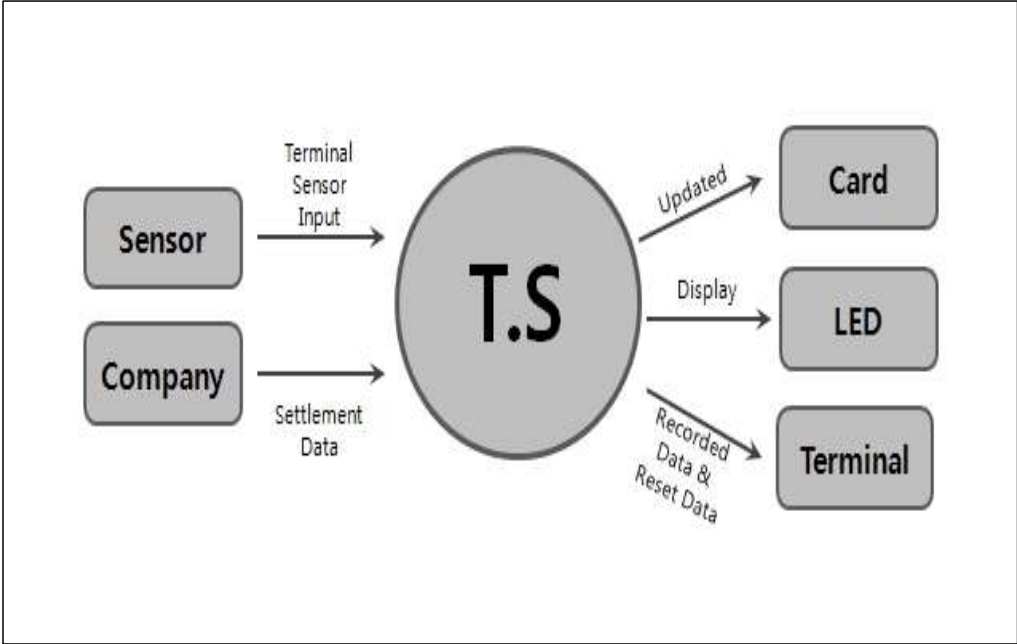 Terminal
Sensor
Input
Sensor
Company
Settlement
Data
T.S
Updated
Card
Display
LED
Recorded
Data &
Reset Data
Terminal